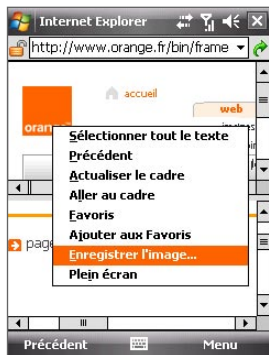 Internet Explorer
http://www.orange.fr/bin/frame
accueil
web
orange
Sélectionner tout le texte
Précédent
Actualiser le cadre
Aller au cadre
Favoris
Ajouter aux Favoris
Enregistrer l'image...
Plein écran
page
Précédent
Menu